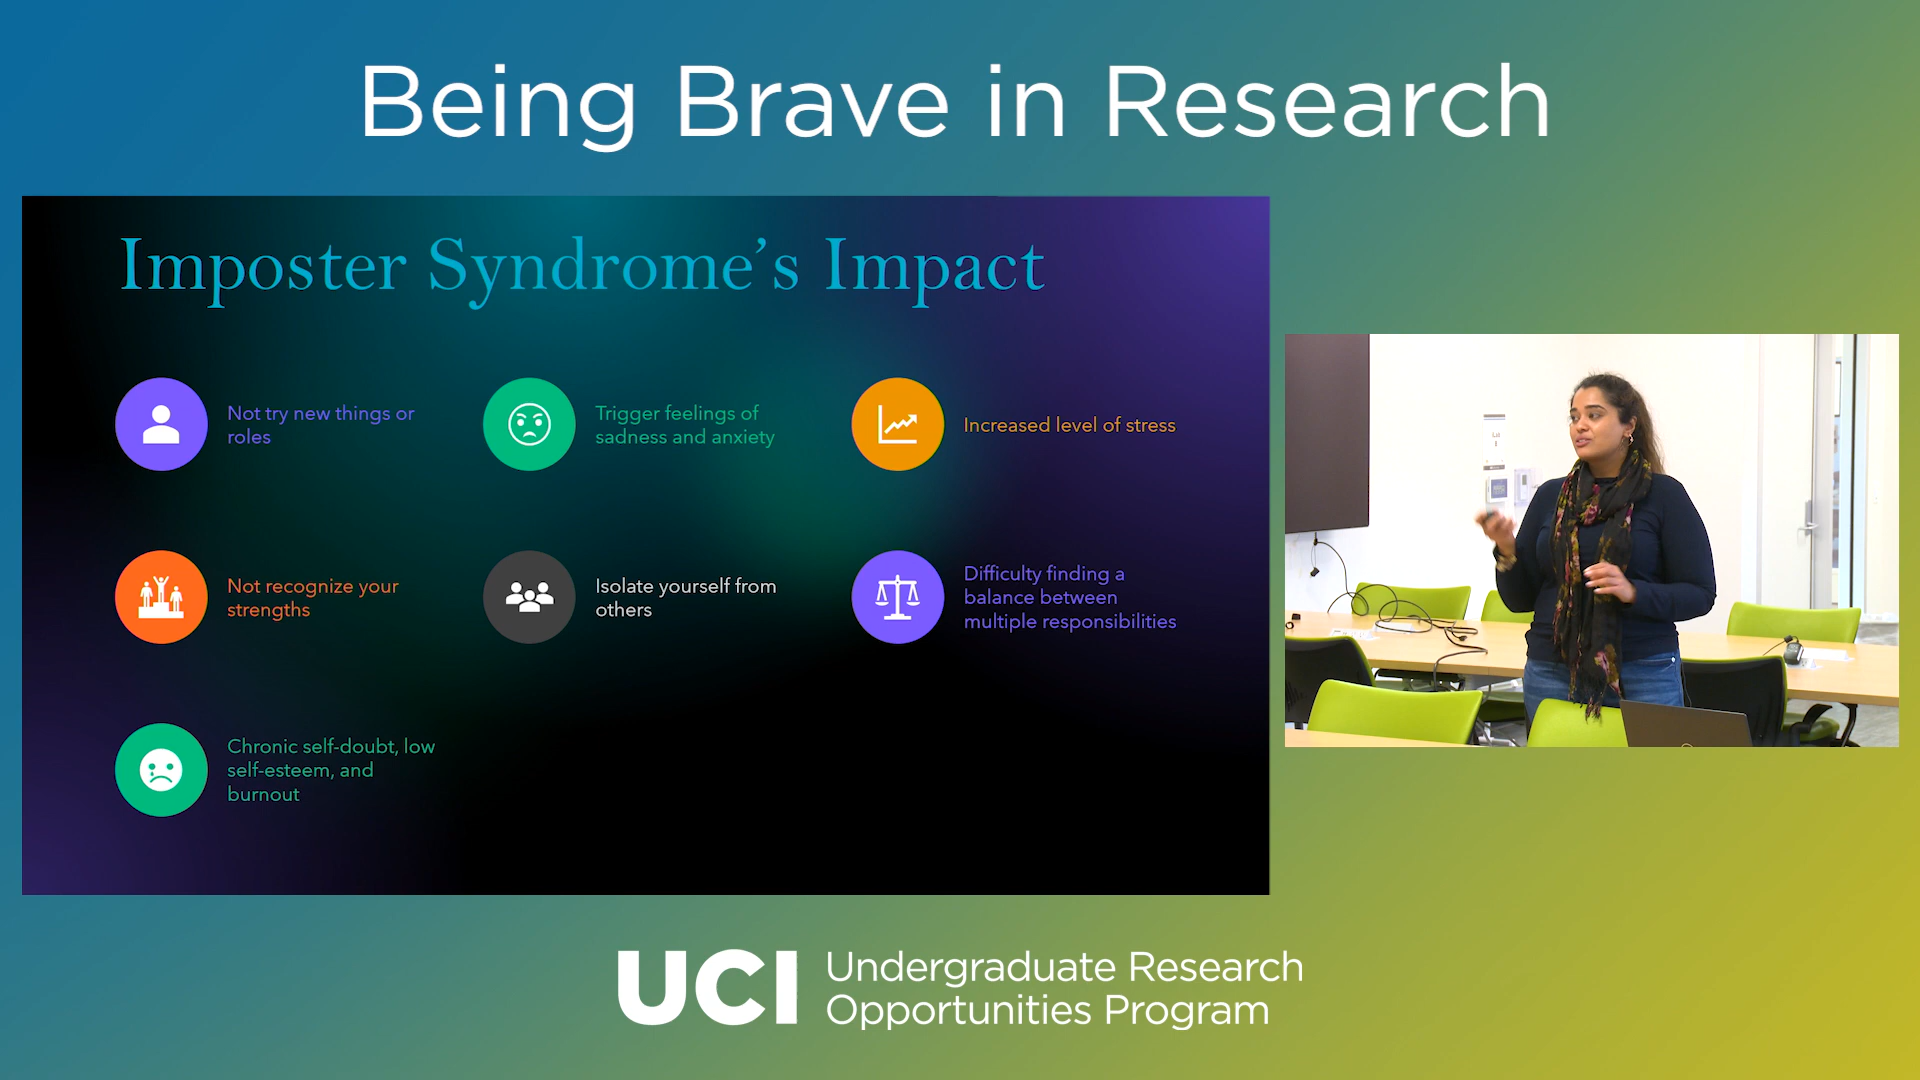 Being Brave in Research
Imposter Syndrome’s Impact
Not try new things or
roles
Trigger feelings of
sadness and anxiety
Increased level of stress
Not recognize your
strengths
Isolate yourself from
others
Difficulty finding a
balance between
multiple responsibilities
Chronic self-doubt, low
self-esteem, and
burnout
UCI
Undergraduate Research
Opportunities Program